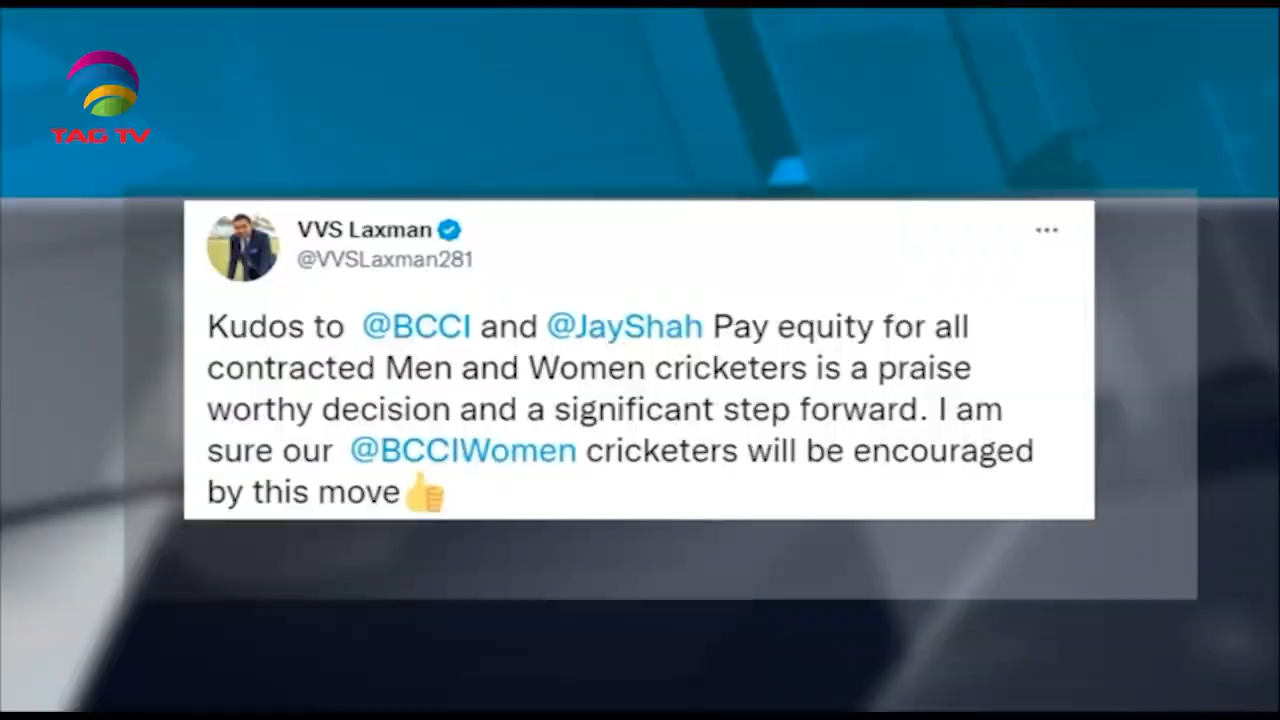 TAG TV
VVS Laxman
@VVSLaxman281
Kudos to @BCCI and @JayShah Pay equity for all
contracted Men and Women cricketers is a praise
worthy decision and a significant step forward. I am
sure our @BCCIWomen cricketers will be encouraged
by this move👍